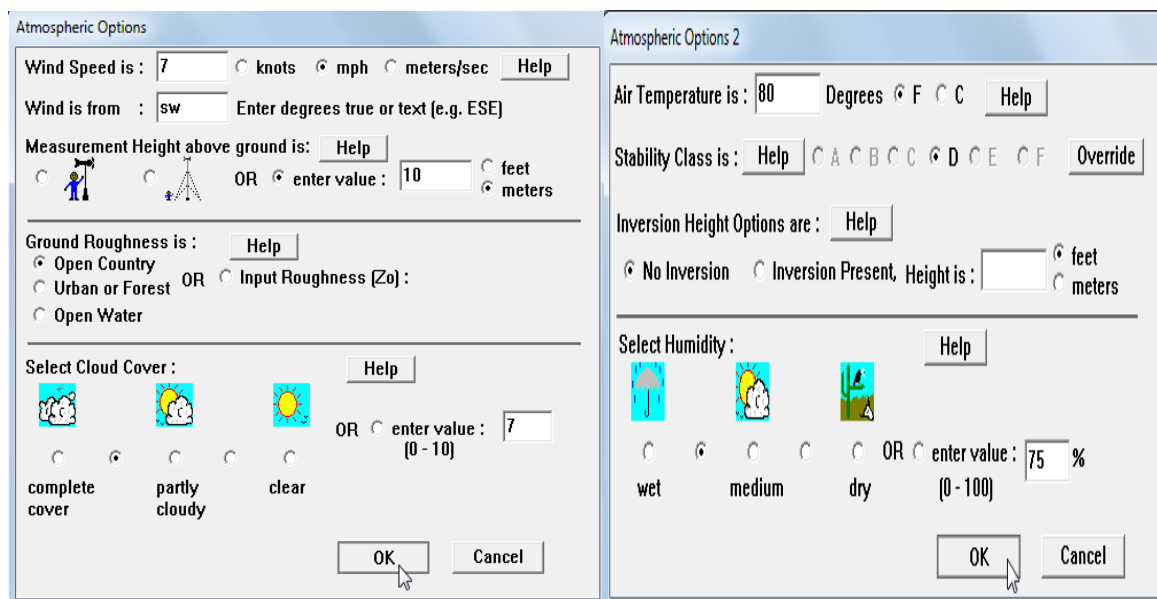 Atmospheric Options
Wind Speed is : 7 knots mph meters/sec Help
Wind is from : sw Enter degrees true or text (e.g. ESE)
Measurement Height above ground is: Help
OR enter value : 10 feet
meters
Ground Roughness is : Help
Open Country
Urban or Forest OR Input Roughness (Zo) :
Open Water
Select Cloud Cover : Help
OR enter value : 7
(0 - 10)
complete cover partly cloudy clear
OK Cancel
Atmospheric Options 2
Air Temperature is : 80 Degrees F C Help
Stability Class is : Help A B C D E F Override
Inversion Height Options are : Help
No Inversion Inversion Present, Height is : feet
meters
Select Humidity : Help
OR enter value : 75 %
wet medium dry (0 - 100)
OK Cancel